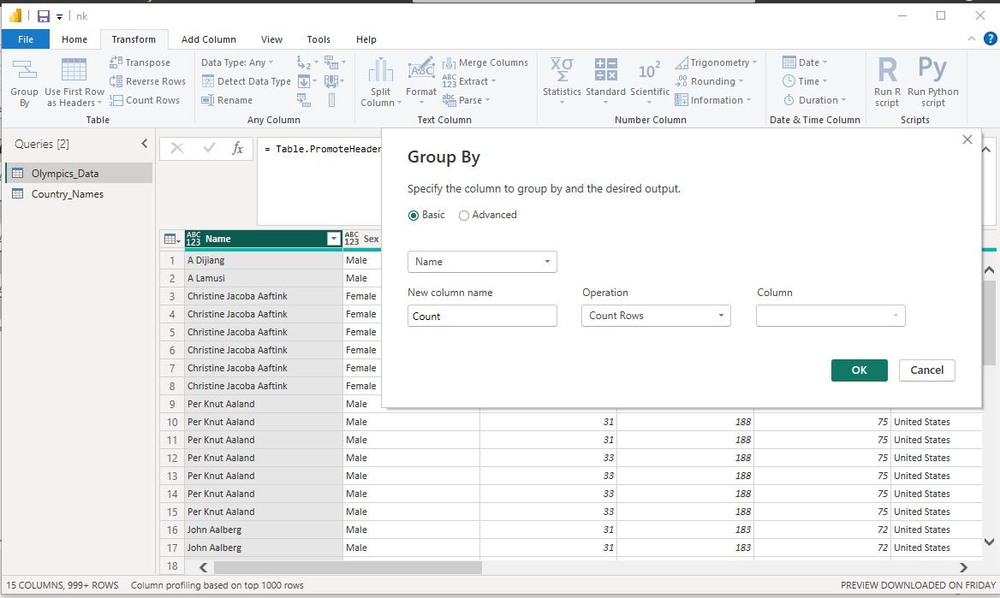 nk
File Home Transform Add Column View Tools Help
Group By
Use First Row as Headers
Transpose
Reverse Rows
Count Rows
Table
Data Type: Any
Detect Data Type
Rename
Any Column
Split Column
Format
Merge Columns
Extract
Parse
Text Column
Statistics
Standard
Scientific
Trigonometry
Rounding
Information
Number Column
Date
Time
Duration
Date & Time Column
Run R script
Run Python script
Scripts
Queries [2]
Olympics_Data
Country_Names
fx
= Table.PromoteHeader
Group By
Specify the column to group by and the desired output.
Basic Advanced
Name
New column name Operation Column
Count Count Rows
OK Cancel
ABC 123 Name ABC 123 Sex
1 A Dijiang Male
2 A Lamusi Male
3 Christine Jacoba Aaftink Female
4 Christine Jacoba Aaftink Female
5 Christine Jacoba Aaftink Female
6 Christine Jacoba Aaftink Female
7 Christine Jacoba Aaftink Female
8 Christine Jacoba Aaftink Female
9 Per Knut Aaland Male
10 Per Knut Aaland Male 31 188 75 United States
11 Per Knut Aaland Male 31 188 75 United States
12 Per Knut Aaland Male 33 188 75 United States
13 Per Knut Aaland Male 33 188 75 United States
14 Per Knut Aaland Male 33 188 75 United States
15 Per Knut Aaland Male 33 188 75 United States
16 John Aalberg Male 31 183 72 United States
17 John Aalberg Male 31 183 72 United States
18
15 COLUMNS, 999+ ROWS Column profiling based on top 1000 rows PREVIEW DOWNLOADED ON FRIDAY